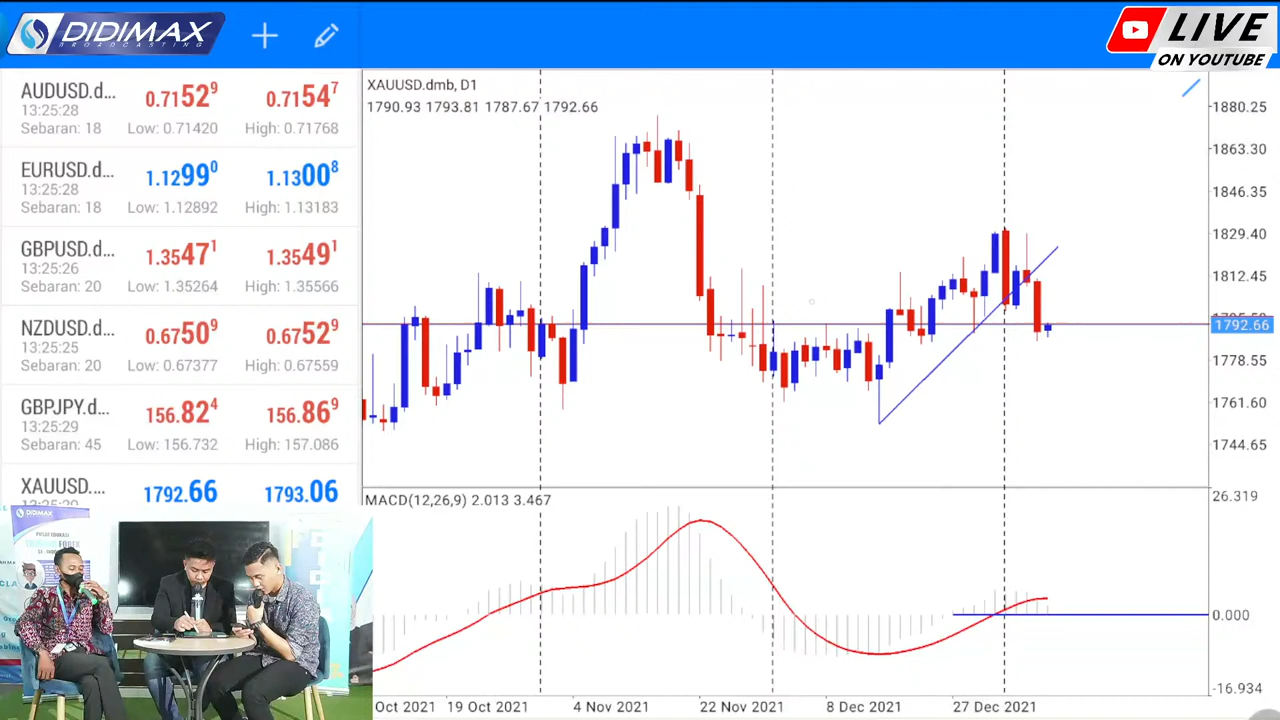 DIDIMAX
BROADCASTING
LIVE
ON YOUTUBE
AUDUSD.d...
0.71529
0.71547
13:25:28
Sebaran: 18
Low: 0.71420
High: 0.71768
EURUSD.d...
1.12990
1.13008
13:25:28
Sebaran: 18
Low: 1.12892
High: 1.13183
GBPUSD.d...
1.35471
1.35491
13:25:26
Sebaran: 20
Low: 1.35264
High: 1.35566
NZDUSD.d...
0.67509
0.67529
13:25:25
Sebaran: 20
Low: 0.67377
High: 0.67559
GBPJPY.d...
156.824
156.869
13:25:29
Sebaran: 45
Low: 156.732
High: 157.086
XAUUSD....
1792.66
1793.06
XAUUSD.dmb, D1
1790.93 1793.81 1787.67 1792.66
1880.25
1863.30
1846.35
1829.40
1812.45
1792.66
1778.55
1761.60
1744.65
MACD(12,26,9) 2.013 3.467
26.319
0.000
-16.934
Oct 2021
19 Oct 2021
4 Nov 2021
22 Nov 2021
8 Dec 2021
27 Dec 2021
DIDIMAX
PUSAT EDUKASI